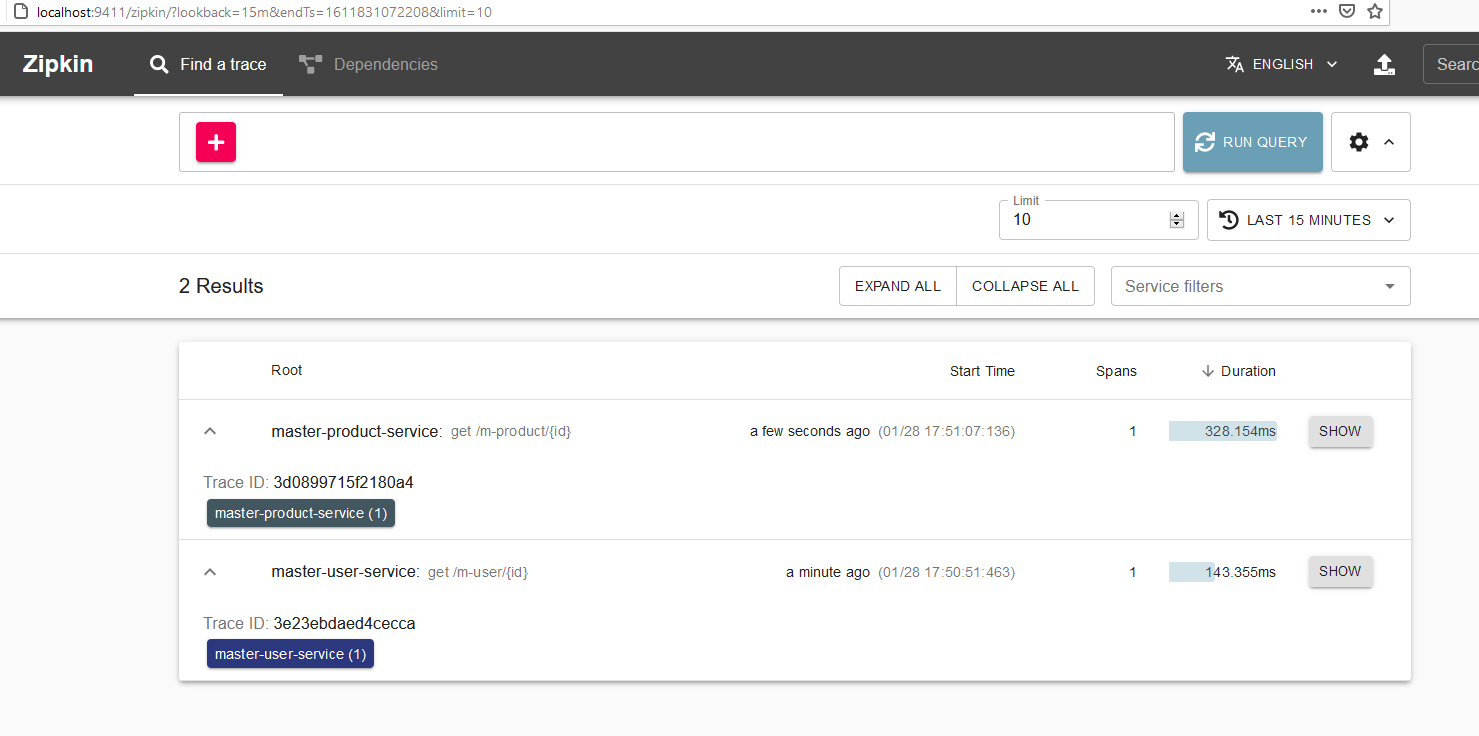 localhost:9411/zipkin/?lookback=15m&endTs=1611831072208&limit=10
Zipkin Find a trace Dependencies ENGLISH Searc
RUN QUERY
Limit
10 LAST 15 MINUTES
2 Results EXPAND ALL COLLAPSE ALL Service filters
Root Start Time Spans Duration
master-product-service: get /m-product/{id} a few seconds ago (01/28 17:51:07:136) 1 328.154ms SHOW
Trace ID: 3d0899715f2180a4
master-product-service (1)
master-user-service: get /m-user/{id} a minute ago (01/28 17:50:51:463) 1 143.355ms SHOW
Trace ID: 3e23ebdaed4cecca
master-user-service (1)